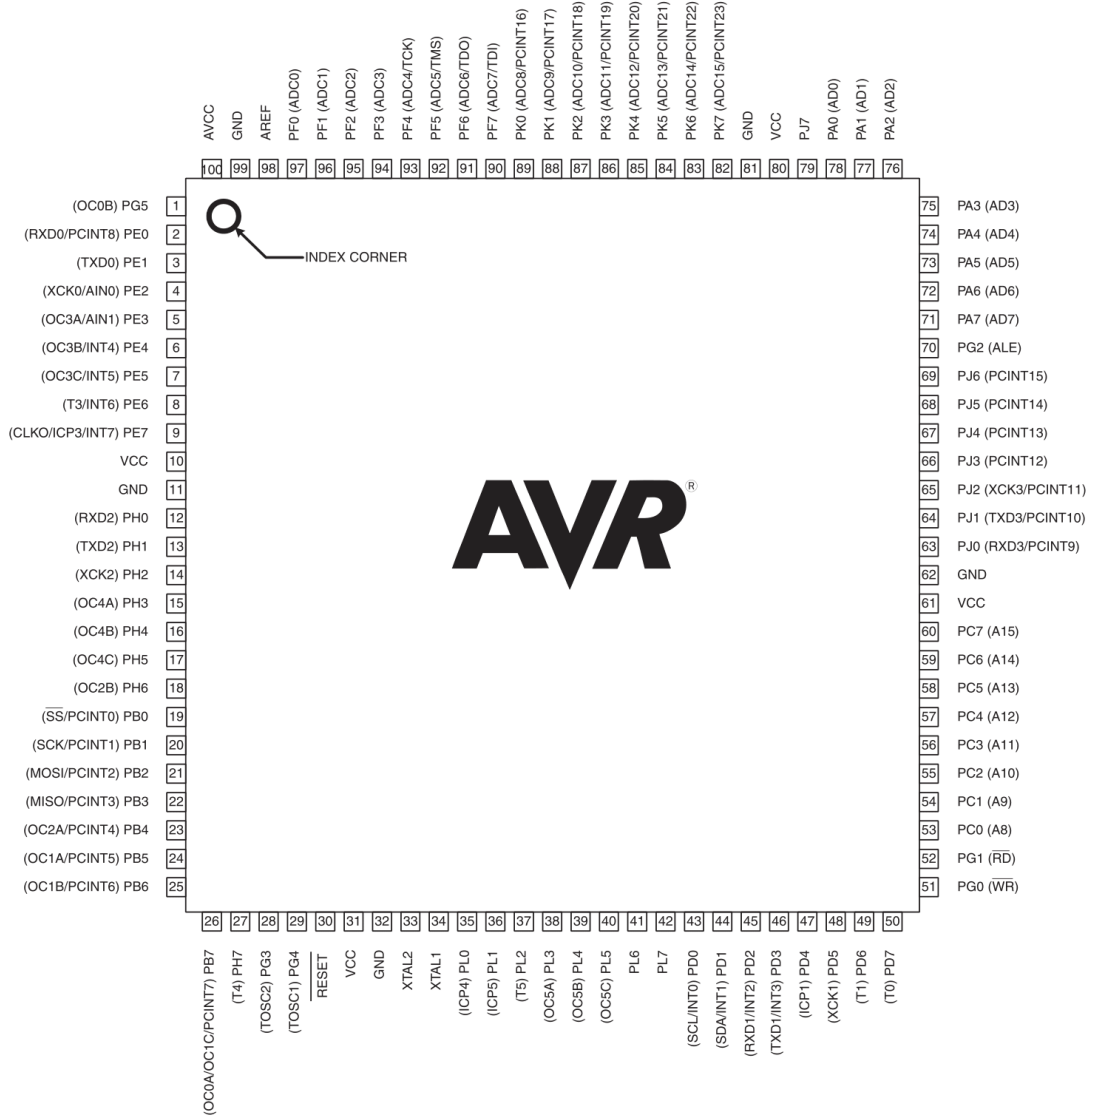 AVCC
GND
AREF
PF0 (ADC0)
PF1 (ADC1)
PF2 (ADC2)
PF3 (ADC3)
PF4 (ADC4/TCK)
PF5 (ADC5/TMS)
PF6 (ADC6/TDO)
PF7 (ADC7/TDI)
PK0 (ADC8/PCINT16)
PK1 (ADC9/PCINT17)
PK2 (ADC10/PCINT18)
PK3 (ADC11/PCINT19)
PK4 (ADC12/PCINT20)
PK5 (ADC13/PCINT21)
PK6 (ADC14/PCINT22)
PK7 (ADC15/PCINT23)
GND
VCC
PJ7
PA0 (AD0)
PA1 (AD1)
PA2 (AD2)
100 99 98 97 96 95 94 93 92 91 90 89 88 87 86 85 84 83 82 81 80 79 78 77 76
(OC0B) PG5 1
(RXD0/PCINT8) PE0 2
(TXD0) PE1 3
(XCK0/AIN0) PE2 4
(OC3A/AIN1) PE3 5
(OC3B/INT4) PE4 6
(OC3C/INT5) PE5 7
(T3/INT6) PE6 8
(CLKO/ICP3/INT7) PE7 9
VCC 10
GND 11
(RXD2) PH0 12
(TXD2) PH1 13
(XCK2) PH2 14
(OC4A) PH3 15
(OC4B) PH4 16
(OC4C) PH5 17
(OC2B) PH6 18
(S̅S̅/PCINT0) PB0 19
(SCK/PCINT1) PB1 20
(MOSI/PCINT2) PB2 21
(MISO/PCINT3) PB3 22
(OC2A/PCINT4) PB4 23
(OC1A/PCINT5) PB5 24
(OC1B/PCINT6) PB6 25
INDEX CORNER
AVR®
75 PA3 (AD3)
74 PA4 (AD4)
73 PA5 (AD5)
72 PA6 (AD6)
71 PA7 (AD7)
70 PG2 (ALE)
69 PJ6 (PCINT15)
68 PJ5 (PCINT14)
67 PJ4 (PCINT13)
66 PJ3 (PCINT12)
65 PJ2 (XCK3/PCINT11)
64 PJ1 (TXD3/PCINT10)
63 PJ0 (RXD3/PCINT9)
62 GND
61 VCC
60 PC7 (A15)
59 PC6 (A14)
58 PC5 (A13)
57 PC4 (A12)
56 PC3 (A11)
55 PC2 (A10)
54 PC1 (A9)
53 PC0 (A8)
52 PG1 (R̅D̅)
51 PG0 (W̅R̅)
26 27 28 29 30 31 32 33 34 35 36 37 38 39 40 41 42 43 44 45 46 47 48 49 50
(OC0A/OC1C/PCINT7) PB7
(T4) PH7
(TOSC2) PG3
(TOSC1) PG4
R̅E̅S̅E̅T̅
VCC
GND
XTAL2
XTAL1
(ICP4) PL0
(ICP5) PL1
(T5) PL2
(OC5A) PL3
(OC5B) PL4
(OC5C) PL5
PL6
PL7
(SCL/INT0) PD0
(SDA/INT1) PD1
(RXD1/INT2) PD2
(TXD1/INT3) PD3
(ICP1) PD4
(XCK1) PD5
(T1) PD6
(T0) PD7